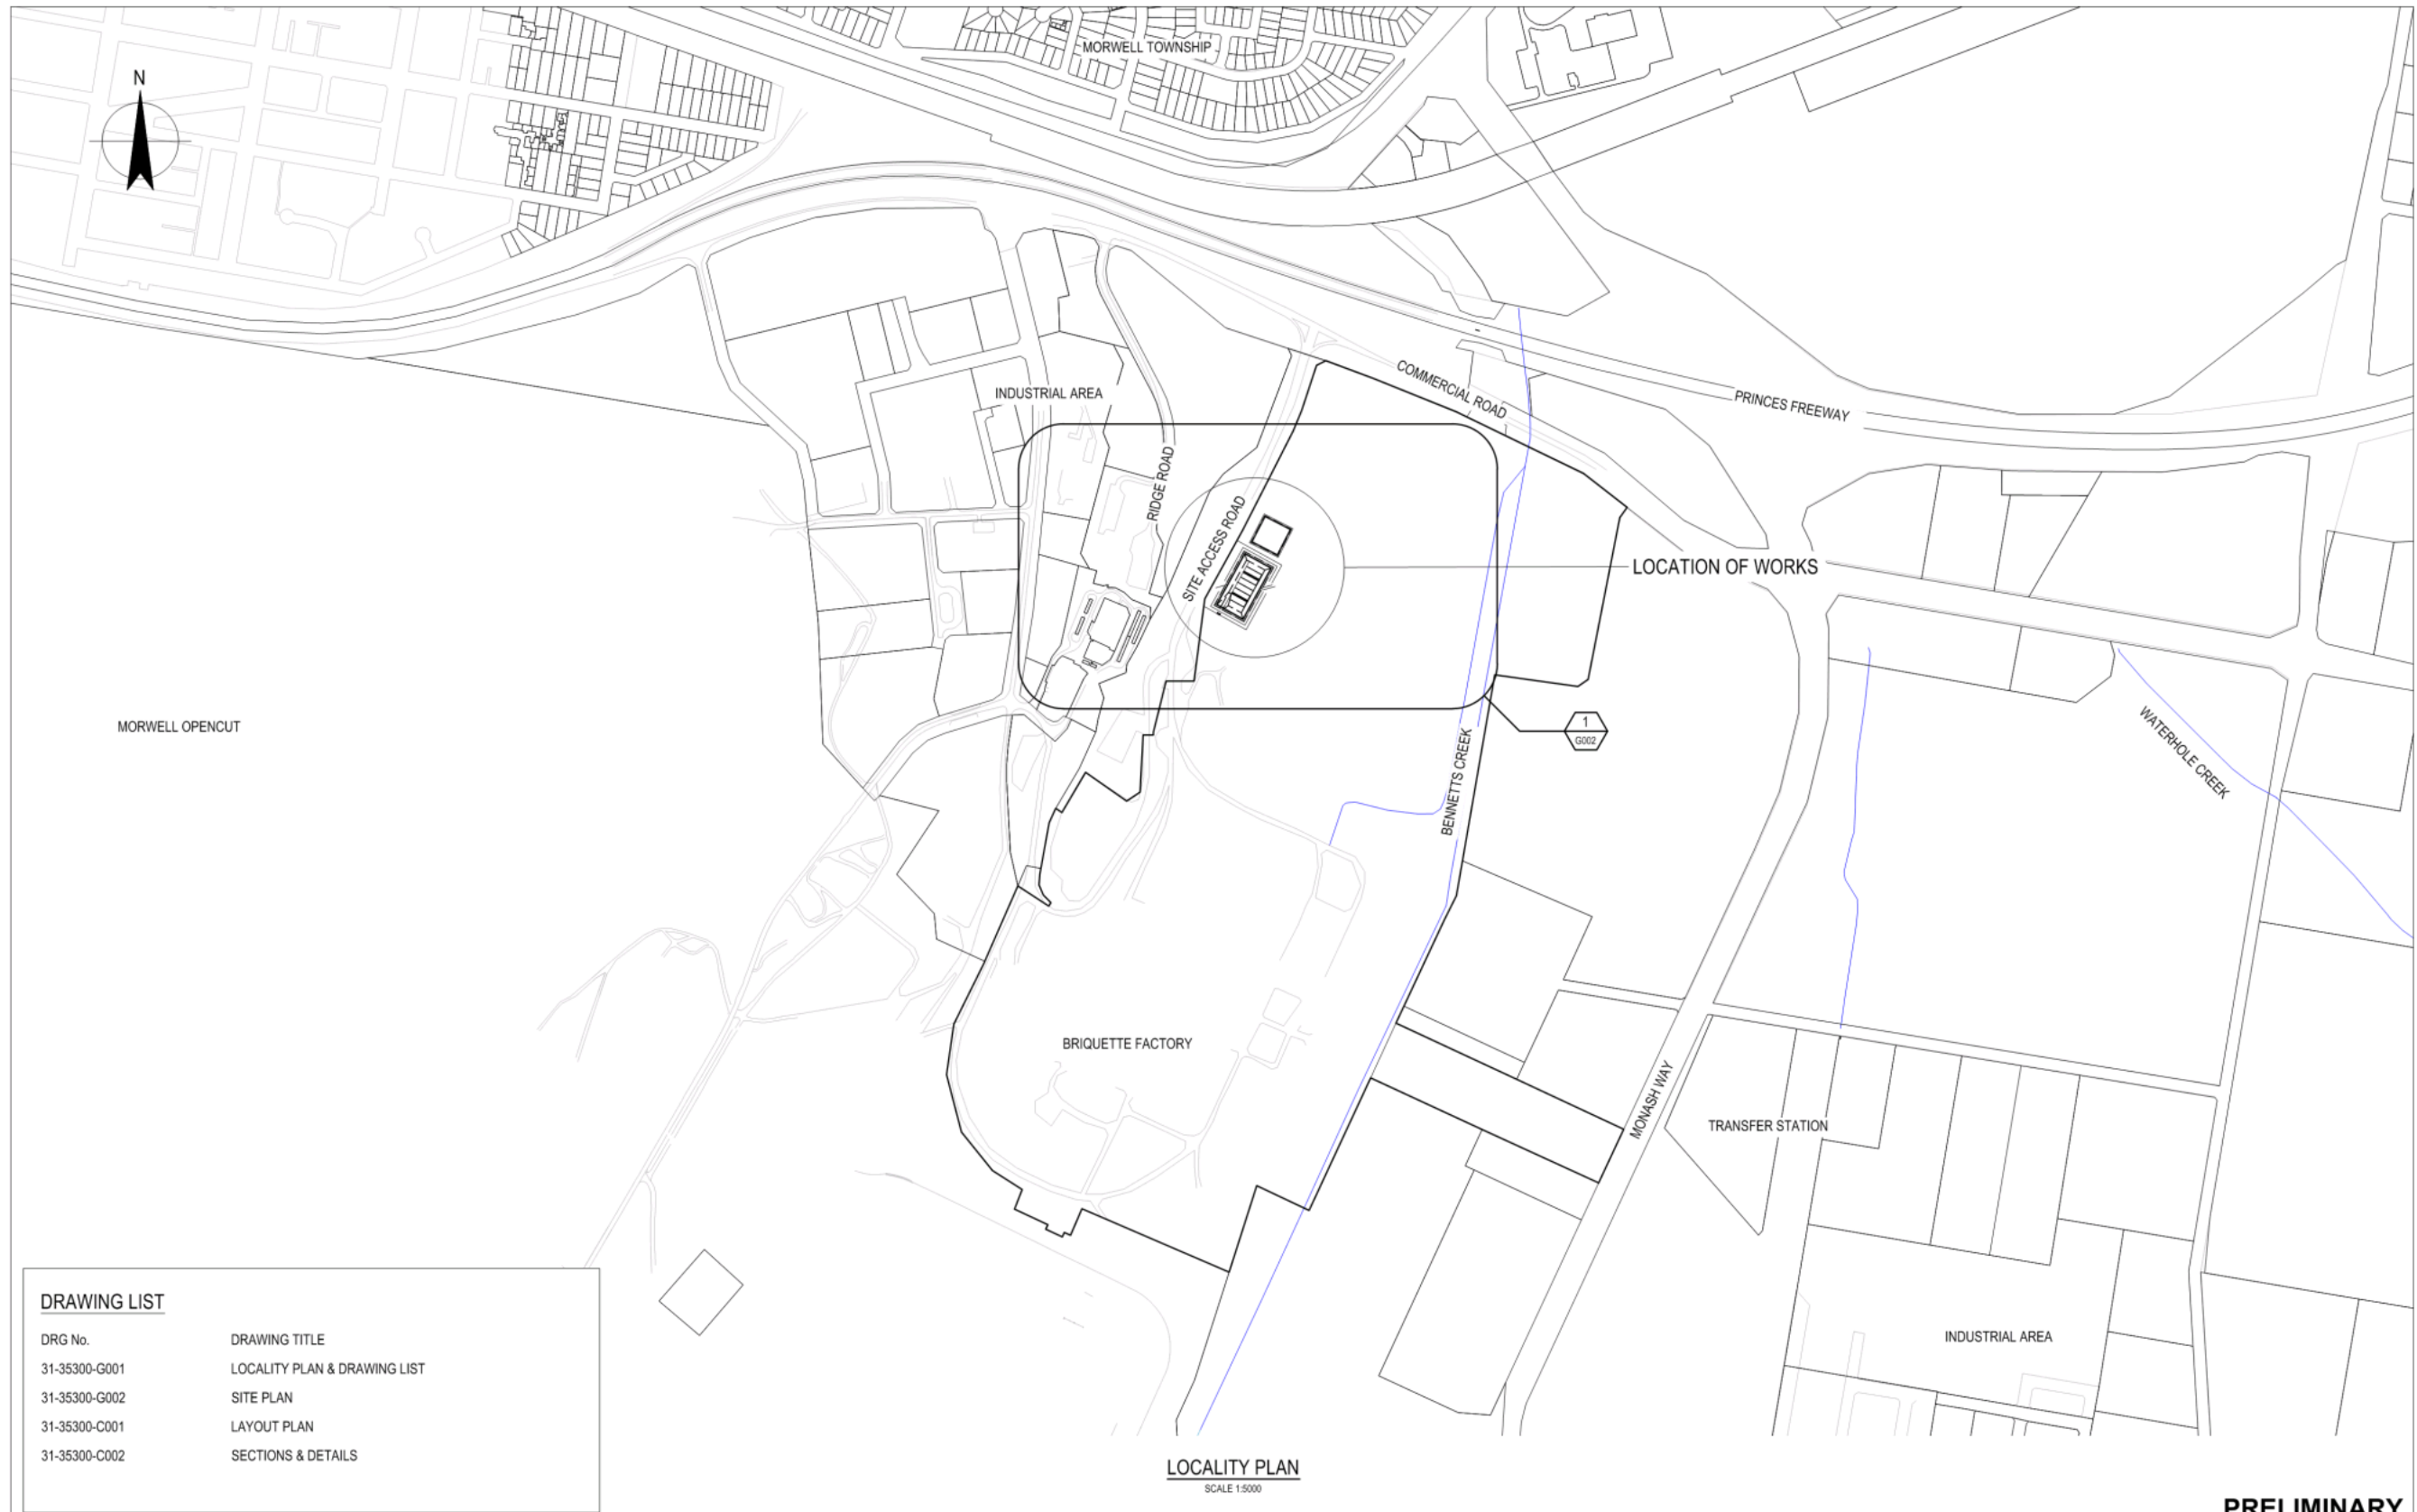 MORWELL TOWNSHIP
N
INDUSTRIAL AREA
COMMERCIAL ROAD
PRINCES FREEWAY
RIDGE ROAD
SITE ACCESS ROAD
LOCATION OF WORKS
MORWELL OPENCUT
1
G002
BENNETTS CREEK
WATERHOLE CREEK
BRIQUETTE FACTORY
MONASH WAY
TRANSFER STATION
INDUSTRIAL AREA
DRAWING LIST
DRG No. DRAWING TITLE
31-35300-G001 LOCALITY PLAN & DRAWING LIST
31-35300-G002 SITE PLAN
31-35300-C001 LAYOUT PLAN
31-35300-C002 SECTIONS & DETAILS
LOCALITY PLAN
SCALE 1:5000
PRELIMINARY